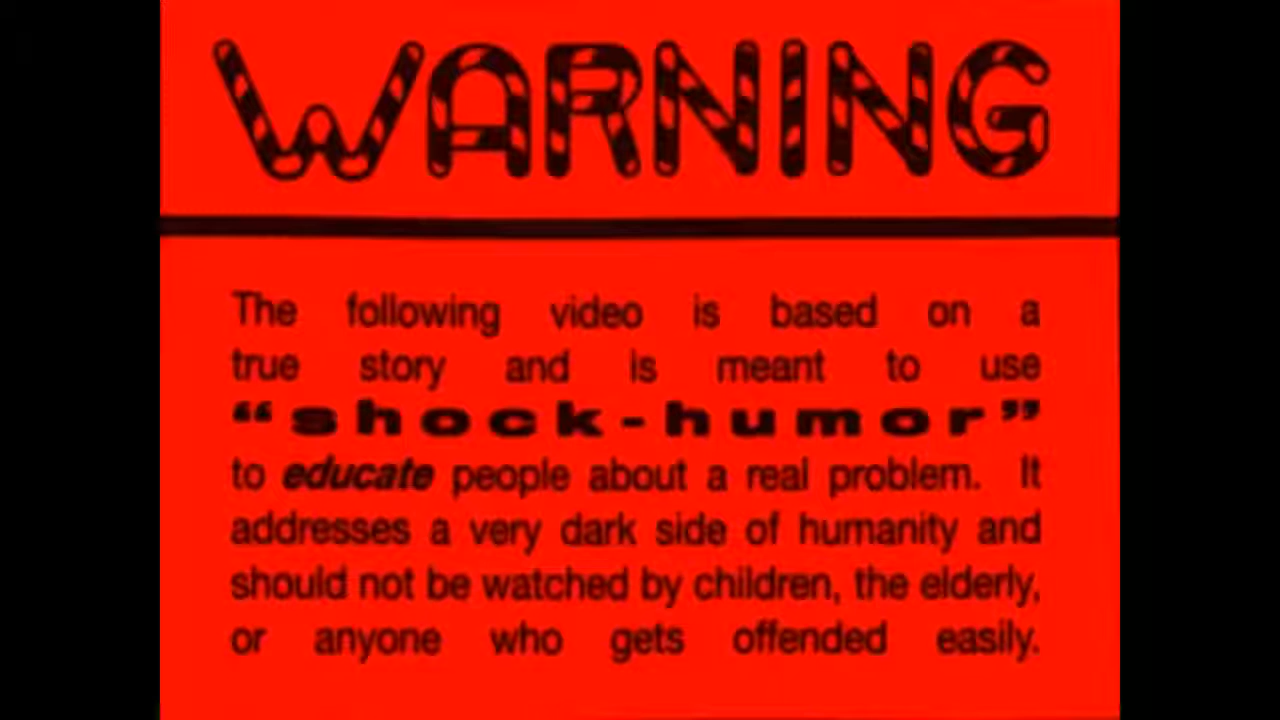 WARNING
The following video is based on a
true story and is meant to use
“shock-humor”
to educate people about a real problem. It
addresses a very dark side of humanity and
should not be watched by children, the elderly,
or anyone who gets offended easily.